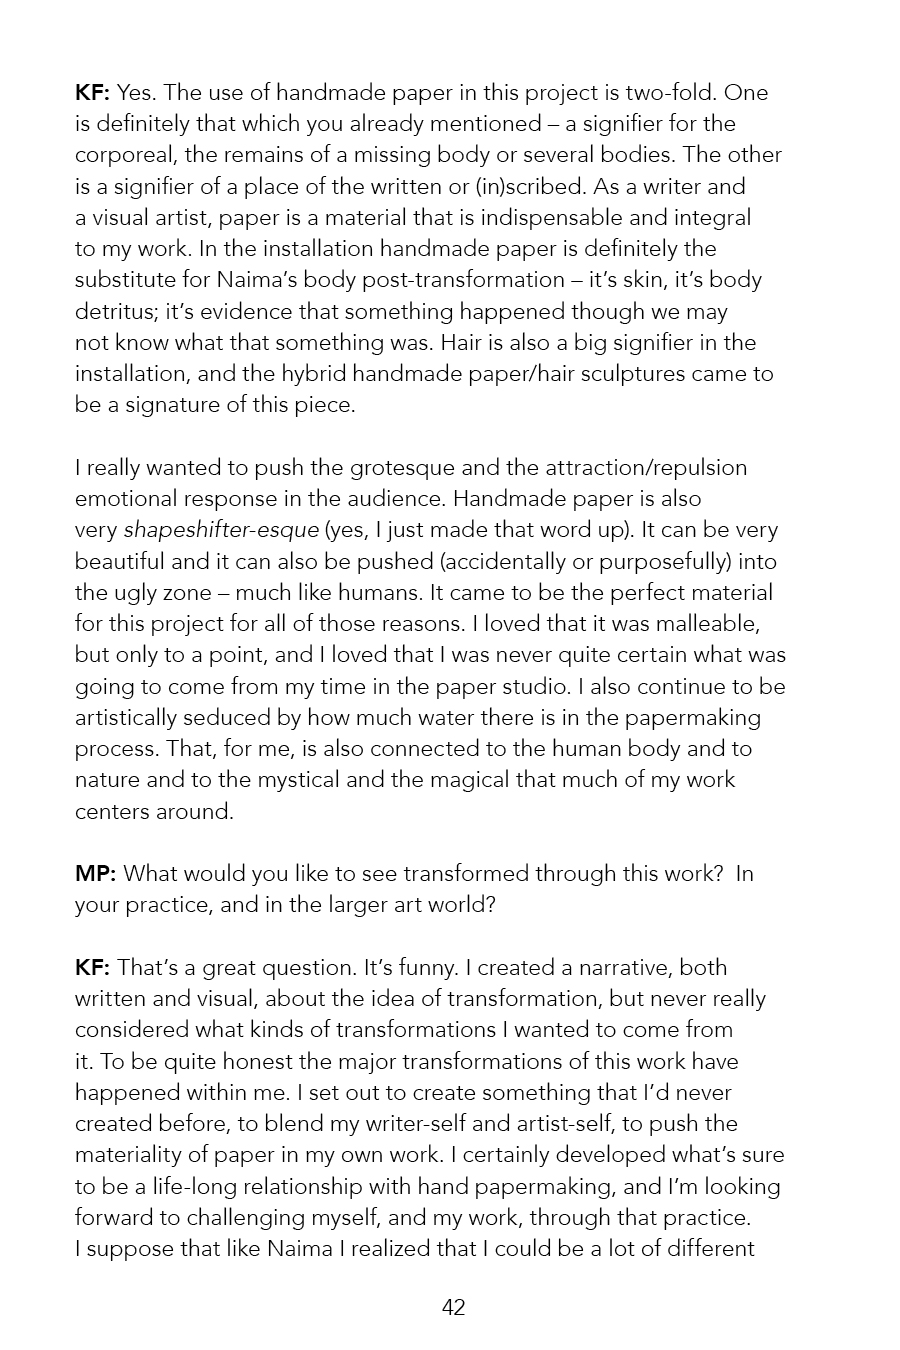 KF: Yes. The use of handmade paper in this project is two-fold. One
is definitely that which you already mentioned – a signifier for the
corporeal, the remains of a missing body or several bodies. The other
is a signifier of a place of the written or (in)scribed. As a writer and
a visual artist, paper is a material that is indispensable and integral
to my work. In the installation handmade paper is definitely the
substitute for Naima’s body post-transformation – it’s skin, it’s body
detritus; it’s evidence that something happened though we may
not know what that something was. Hair is also a big signifier in the
installation, and the hybrid handmade paper/hair sculptures came to
be a signature of this piece.

I really wanted to push the grotesque and the attraction/repulsion
emotional response in the audience. Handmade paper is also
very shapeshifter-esque (yes, I just made that word up). It can be very
beautiful and it can also be pushed (accidentally or purposefully) into
the ugly zone – much like humans. It came to be the perfect material
for this project for all of those reasons. I loved that it was malleable,
but only to a point, and I loved that I was never quite certain what was
going to come from my time in the paper studio. I also continue to be
artistically seduced by how much water there is in the papermaking
process. That, for me, is also connected to the human body and to
nature and to the mystical and the magical that much of my work
centers around.

MP: What would you like to see transformed through this work?  In
your practice, and in the larger art world?

KF: That’s a great question. It’s funny. I created a narrative, both
written and visual, about the idea of transformation, but never really
considered what kinds of transformations I wanted to come from
it. To be quite honest the major transformations of this work have
happened within me. I set out to create something that I’d never
created before, to blend my writer-self and artist-self, to push the
materiality of paper in my own work. I certainly developed what’s sure
to be a life-long relationship with hand papermaking, and I’m looking
forward to challenging myself, and my work, through that practice.
I suppose that like Naima I realized that I could be a lot of different

42